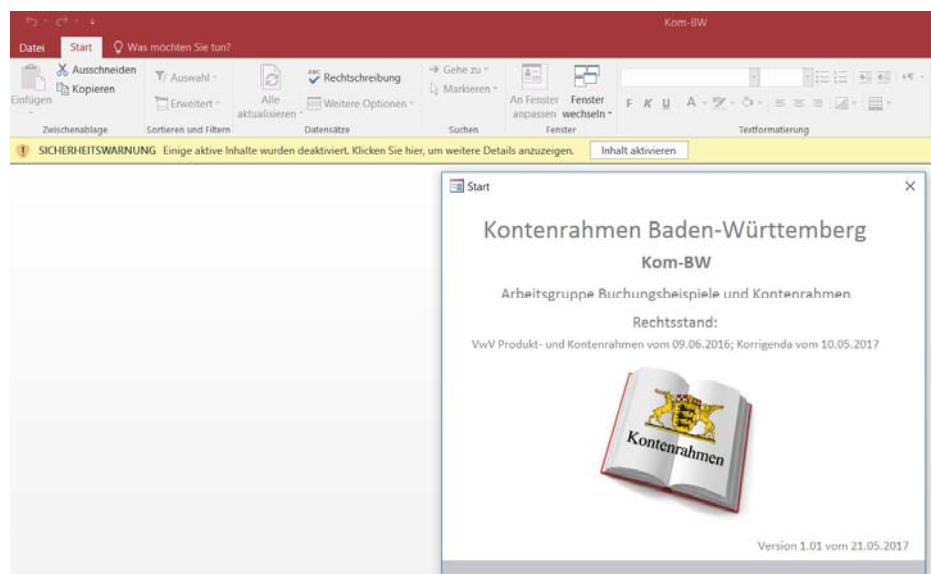 Kom-BW
Datei Start Was möchten Sie tun?
Einfügen
Ausschneiden
Kopieren
Zwischenablage
Auswahl
Erweitert
Sortieren und Filtern
Alle
aktualisieren
Rechtschreibung
Weitere Optionen
Datensätze
Gehe zu
Markieren
Suchen
An Fenster
anpassen
Fenster
wechseln
Fenster
F K U A
Textformatierung
SICHERHEITSWARNUNG Einige aktive Inhalte wurden deaktiviert. Klicken Sie hier, um weitere Details anzuzeigen. Inhalt aktivieren
Start
Kontenrahmen Baden-Württemberg
Kom-BW
Arbeitsgruppe Buchungsbeispiele und Kontenrahmen
Rechtsstand:
VwV Produkt- und Kontenrahmen vom 09.06.2016; Korrigenda vom 10.05.2017
Kontenrahmen
Version 1.01 vom 21.05.2017